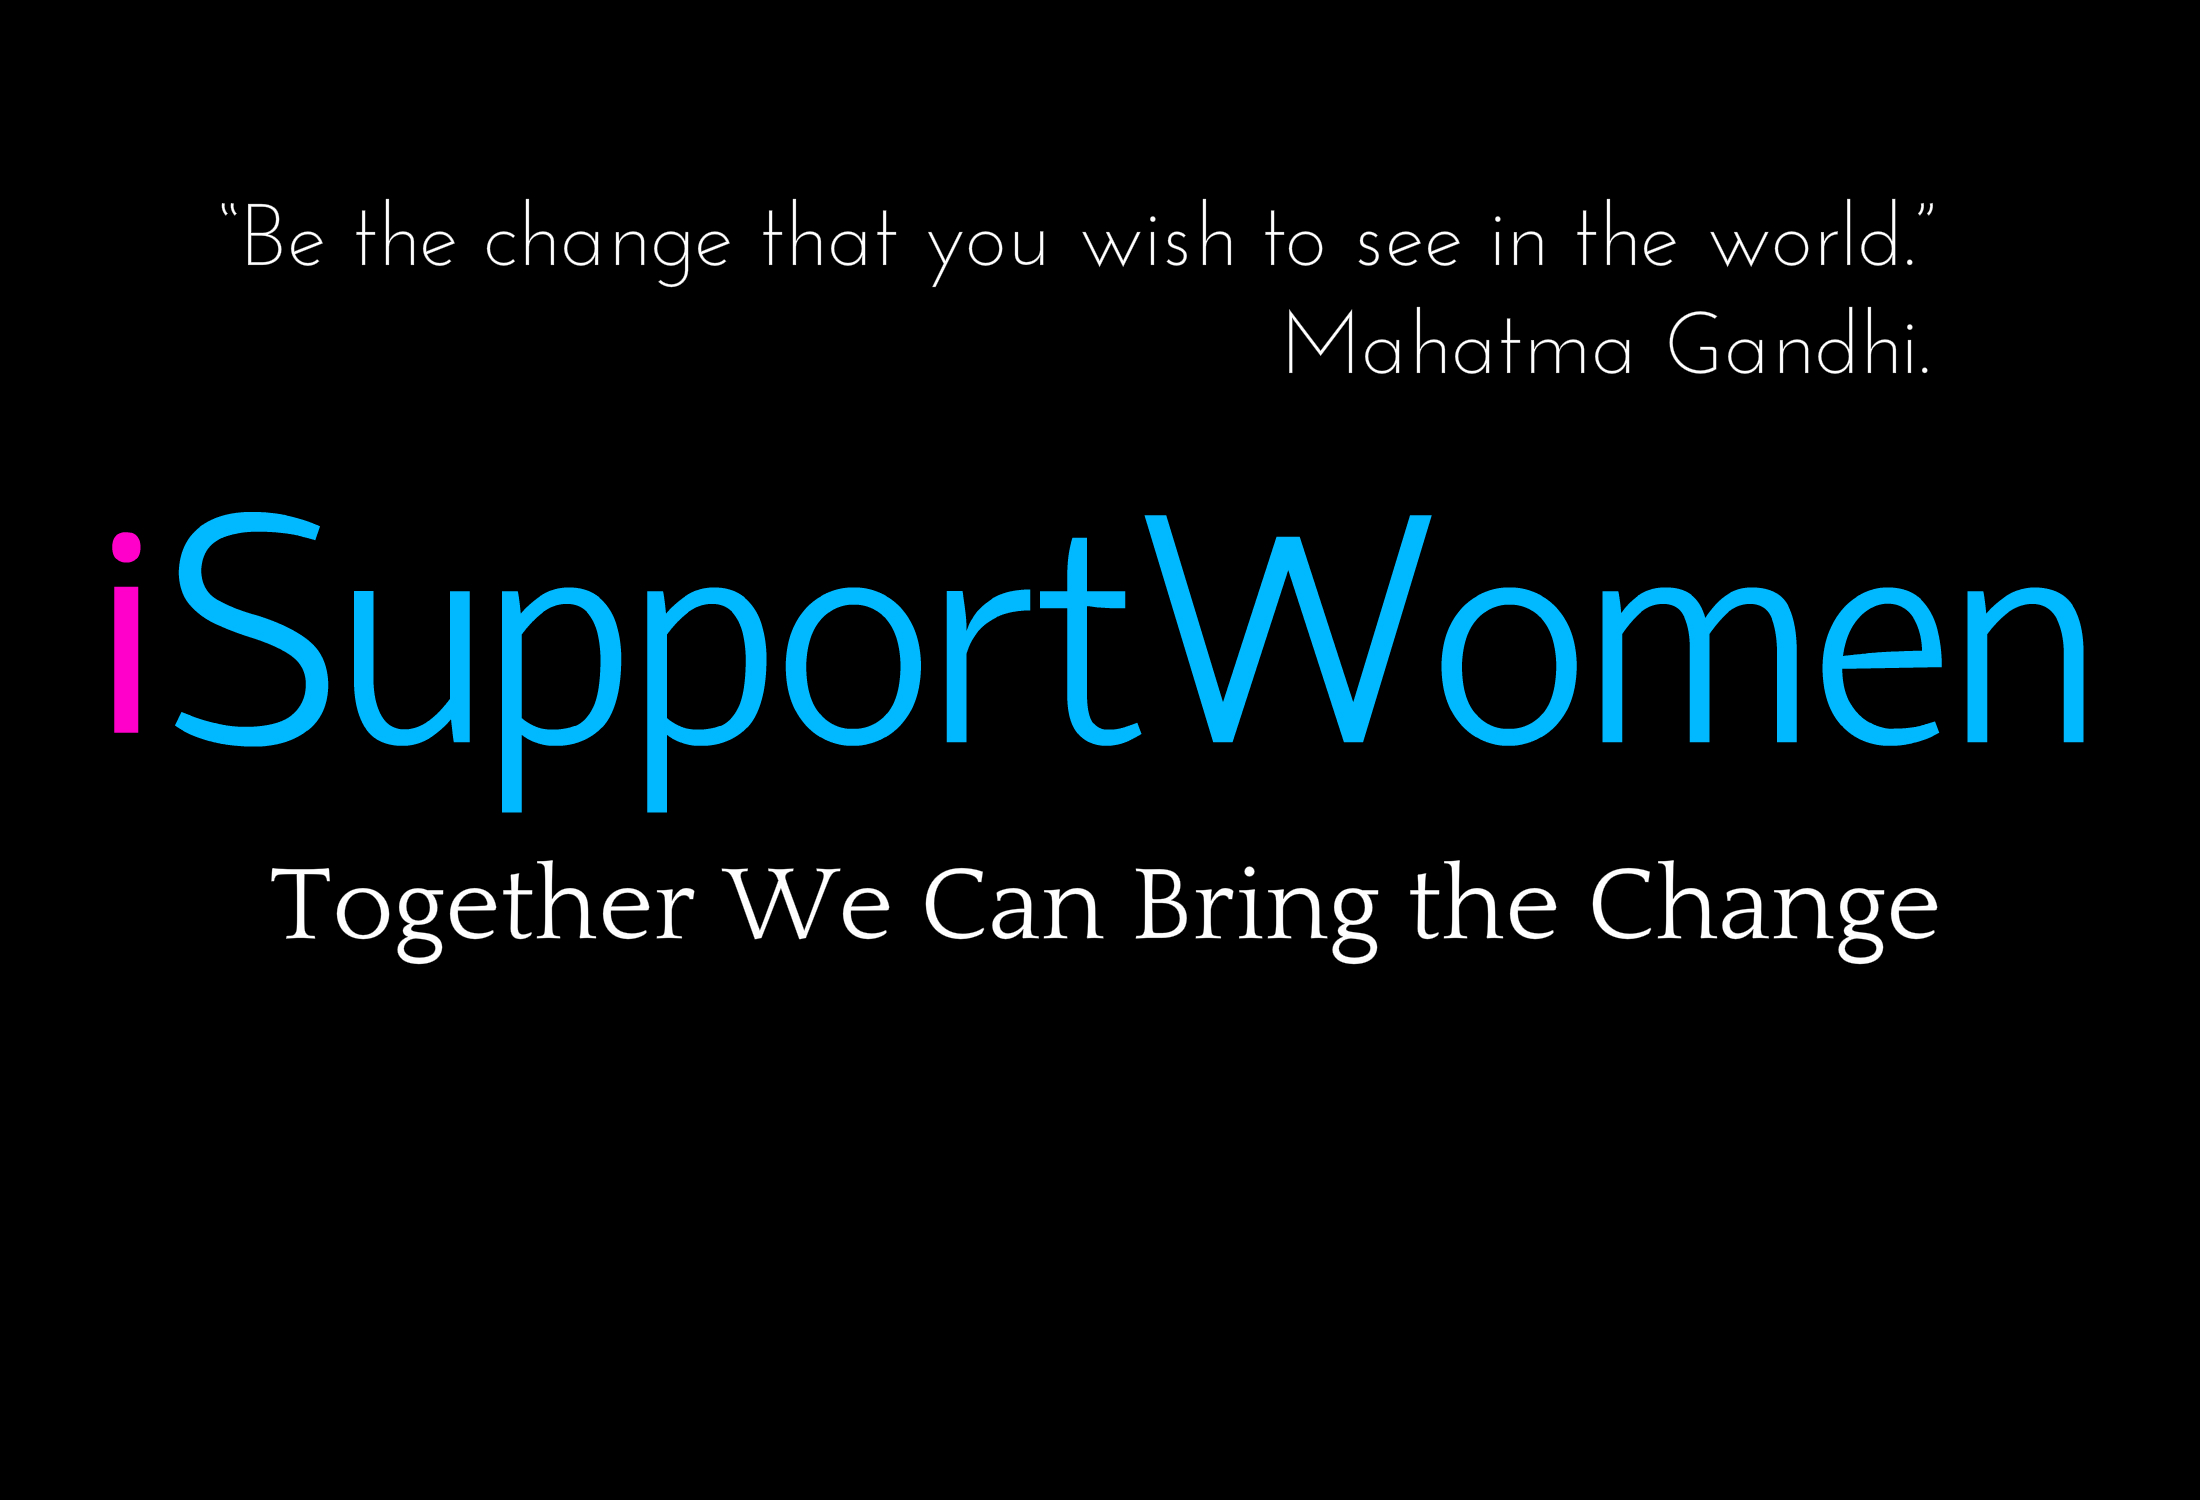 “Be the change that you wish to see in the world.”
Mahatma Gandhi.
iSupportWomen
Together We Can Bring the Change